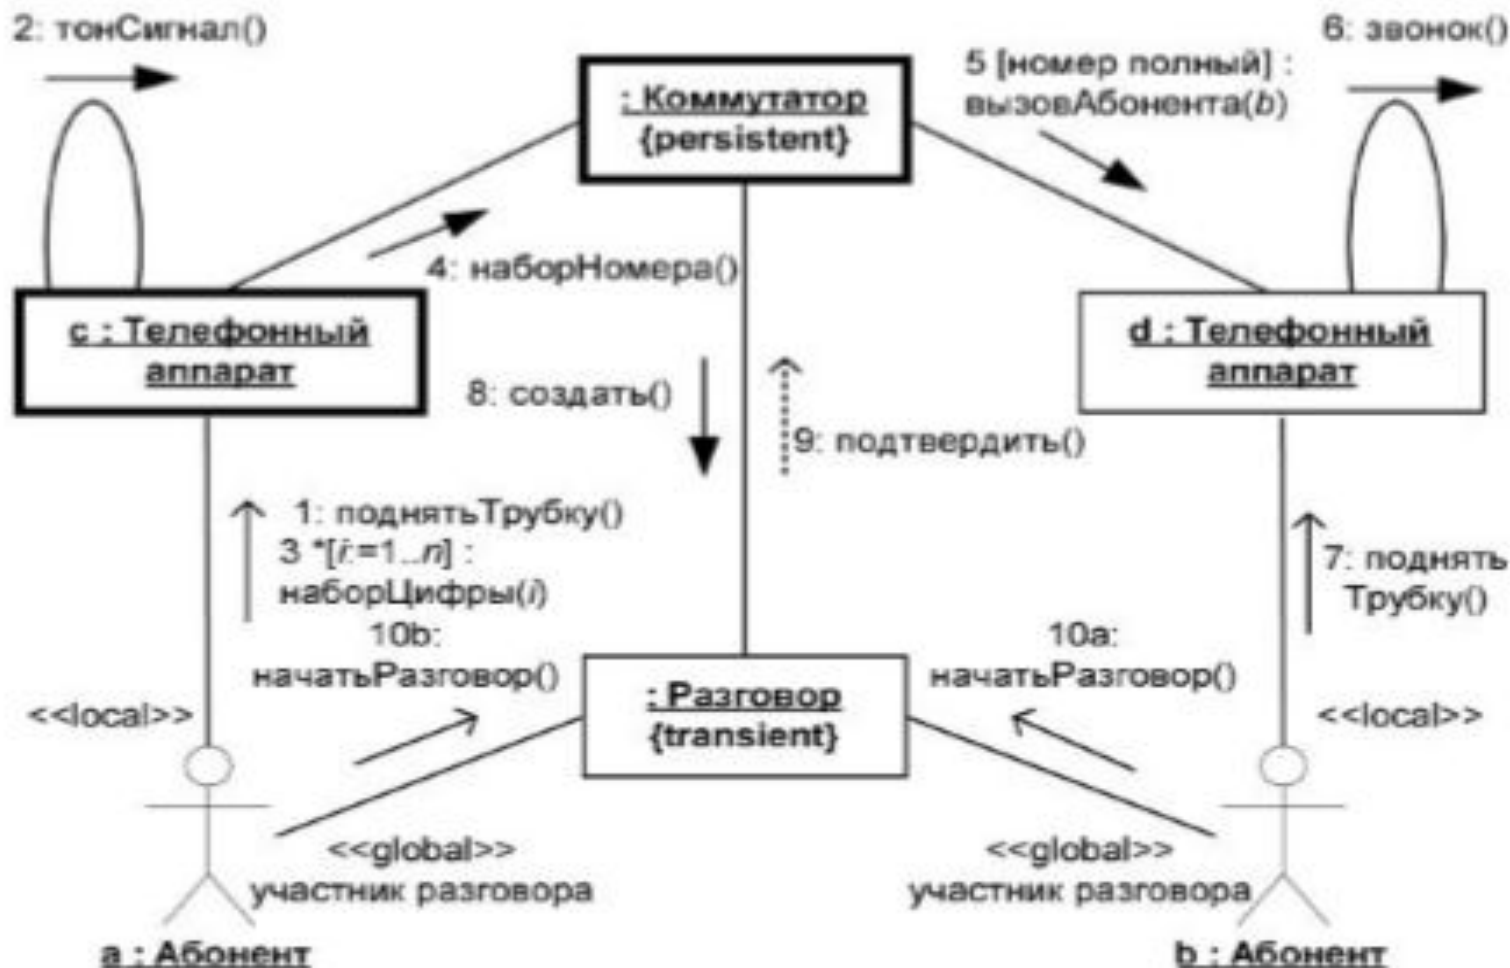 2: тонСигнал()
6: звонок()
: Коммутатор
{persistent}
5 [номер полный] :
вызовАбонента(b)
4: наборНомера()
c : Телефонный
аппарат
d : Телефонный
аппарат
8: создать()
9: подтвердить()
1: поднятьТрубку()
3 *[i:=1..n] :
наборЦифры(i)
7: поднять
Трубку()
10b:
начатьРазговор()
10a:
начатьРазговор()
: Разговор
{transient}
<<local>>
<<local>>
<<global>>
участник разговора
<<global>>
участник разговора
a : Абонент
b : Абонент